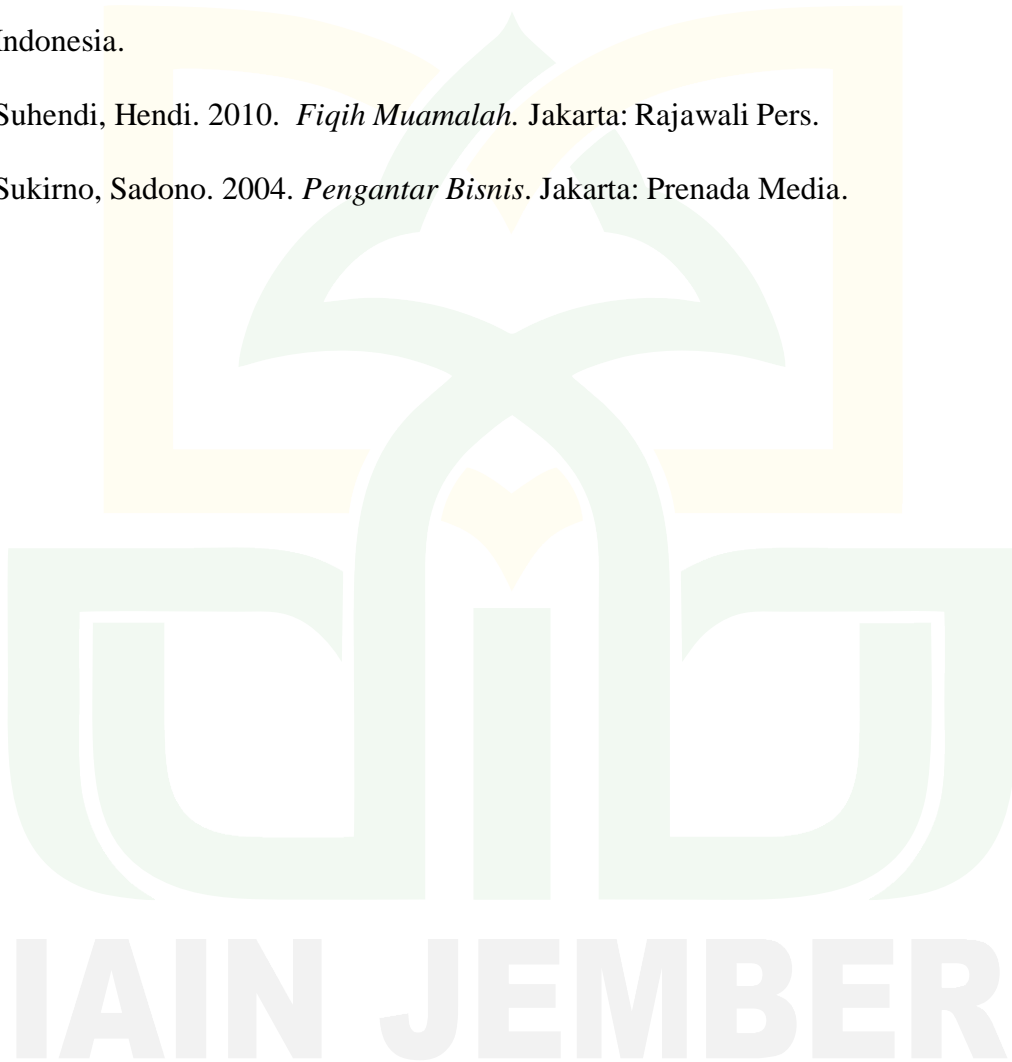 Indonesia.
Suhendi, Hendi. 2010. Fiqih Muamalah. Jakarta: Rajawali Pers.
Sukirno, Sadono. 2004. Pengantar Bisnis. Jakarta: Prenada Media.
IAIN JEMBER